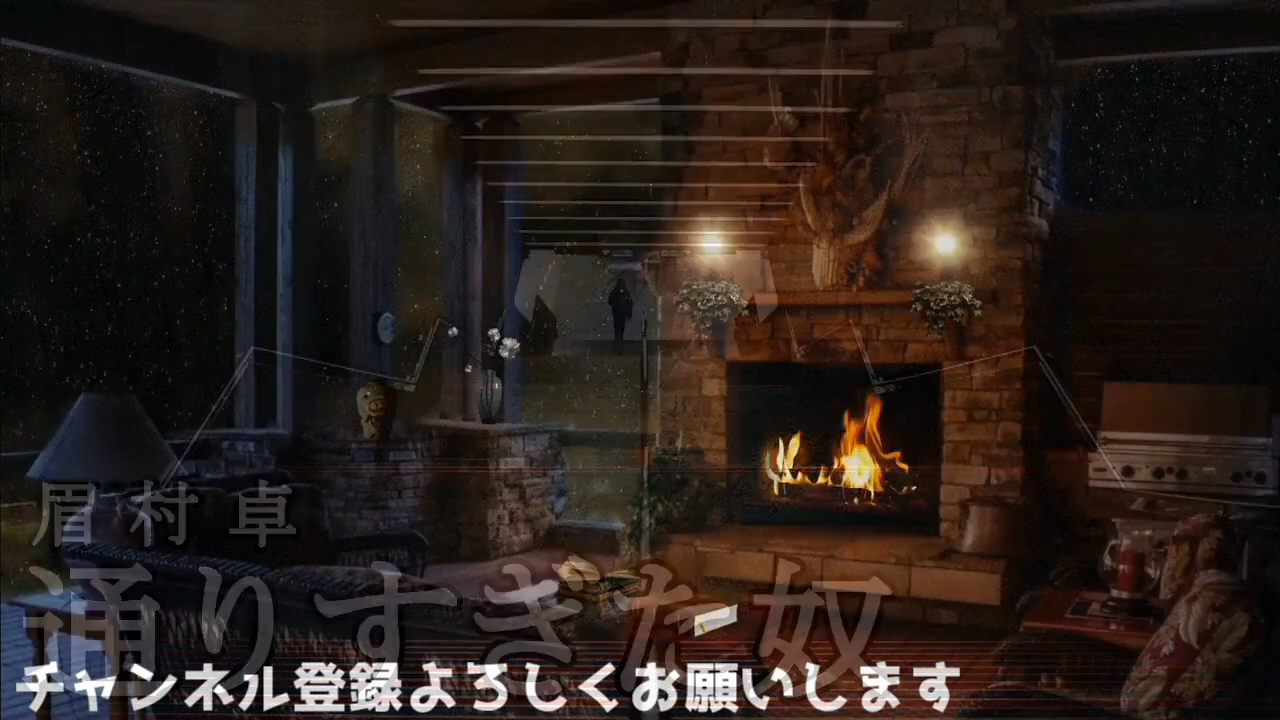 眉村卓
通りすぎた奴
チャンネル登録よろしくお願いします